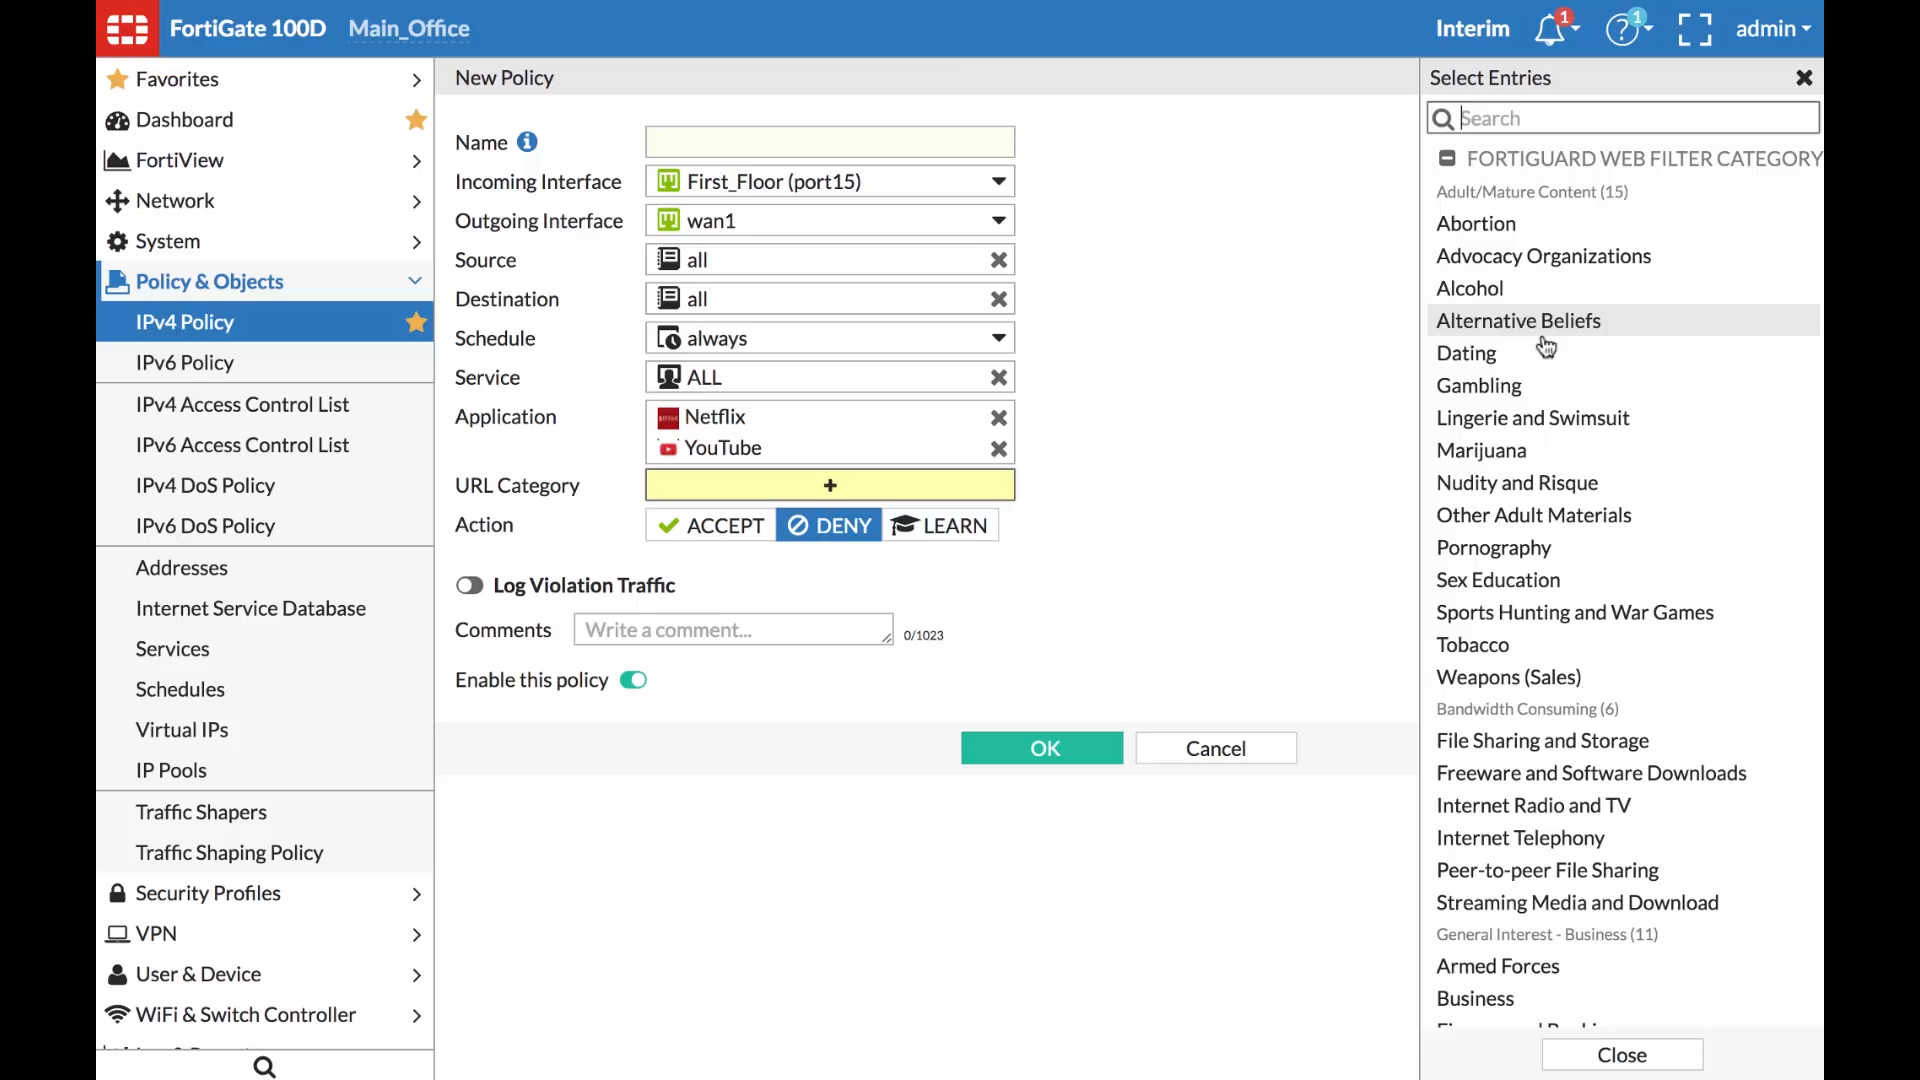 FortiGate 100D Main_Office
Interim 1 1 admin
Favorites
Dashboard
FortiView
Network
System
Policy & Objects
IPv4 Policy
IPv6 Policy
IPv4 Access Control List
IPv6 Access Control List
IPv4 DoS Policy
IPv6 DoS Policy
Addresses
Internet Service Database
Services
Schedules
Virtual IPs
IP Pools
Traffic Shapers
Traffic Shaping Policy
Security Profiles
VPN
User & Device
WiFi & Switch Controller
New Policy
Name
Incoming Interface First_Floor (port15)
Outgoing Interface wan1
Source all
Destination all
Schedule always
Service ALL
Application Netflix
YouTube
URL Category +
Action ACCEPT DENY LEARN
Log Violation Traffic
Comments Write a comment... 0/1023
Enable this policy
OK Cancel
Select Entries
Search
FORTIGUARD WEB FILTER CATEGORY
Adult/Mature Content (15)
Abortion
Advocacy Organizations
Alcohol
Alternative Beliefs
Dating
Gambling
Lingerie and Swimsuit
Marijuana
Nudity and Risque
Other Adult Materials
Pornography
Sex Education
Sports Hunting and War Games
Tobacco
Weapons (Sales)
Bandwidth Consuming (6)
File Sharing and Storage
Freeware and Software Downloads
Internet Radio and TV
Internet Telephony
Peer-to-peer File Sharing
Streaming Media and Download
General Interest - Business (11)
Armed Forces
Business
Close